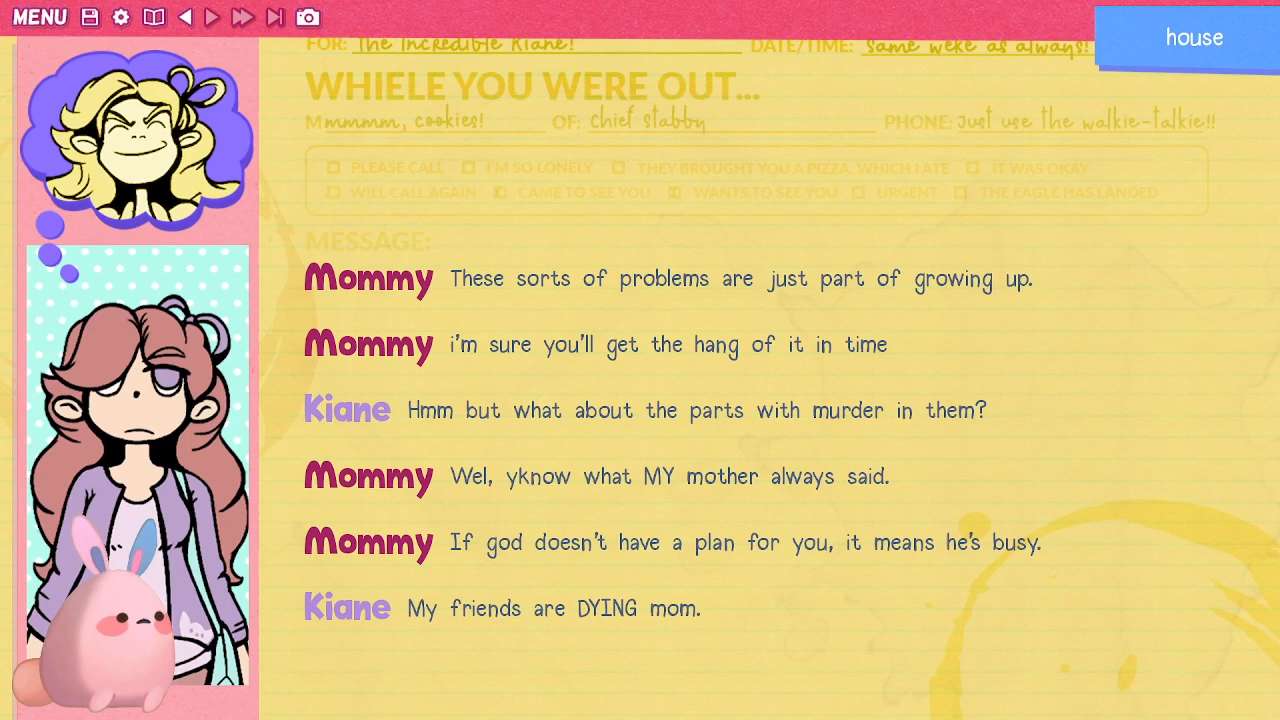 MENU
house
FOR: The Incredible Kiane! DATE/TIME: Same weke as always!
WHIELE YOU WERE OUT...
Mmmmmm, cookies! OF: chief stabby PHONE: Just use the walkie-talkie!!
PLEASE CALL I'M SO LONELY THEY BROUGHT YOU A PIZZA, WHICH I ATE IT WAS OKAY
WILL CALL AGAIN CAME TO SEE YOU WANTS TO SEE YOU URGENT THE EAGLE HAS LANDED
MESSAGE:
Mommy These sorts of problems are just part of growing up.
Mommy i'm sure you'll get the hang of it in time
Kiane Hmm but what about the parts with murder in them?
Mommy Wel, yknow what MY mother always said.
Mommy If god doesn't have a plan for you, it means he's busy.
Kiane My friends are DYING mom.